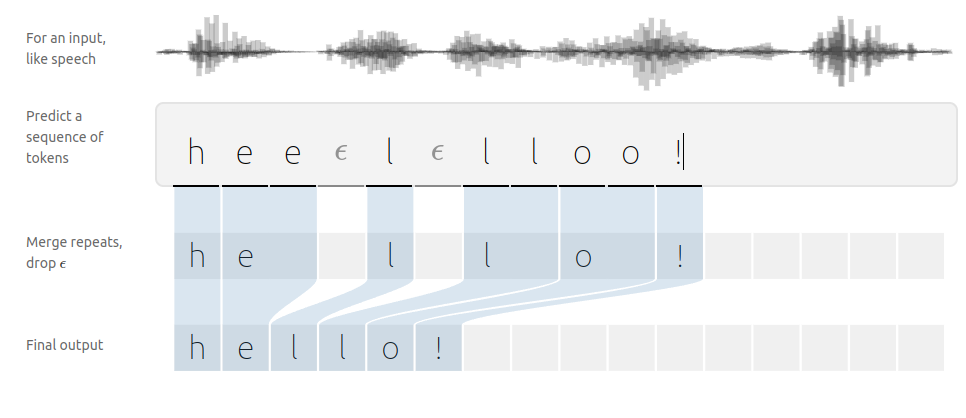 For an input,
like speech
Predict a
sequence of
tokens
h e e ϵ l ϵ l l o o !
Merge repeats,
drop ϵ
h e l l o !
Final output
h e l l o !